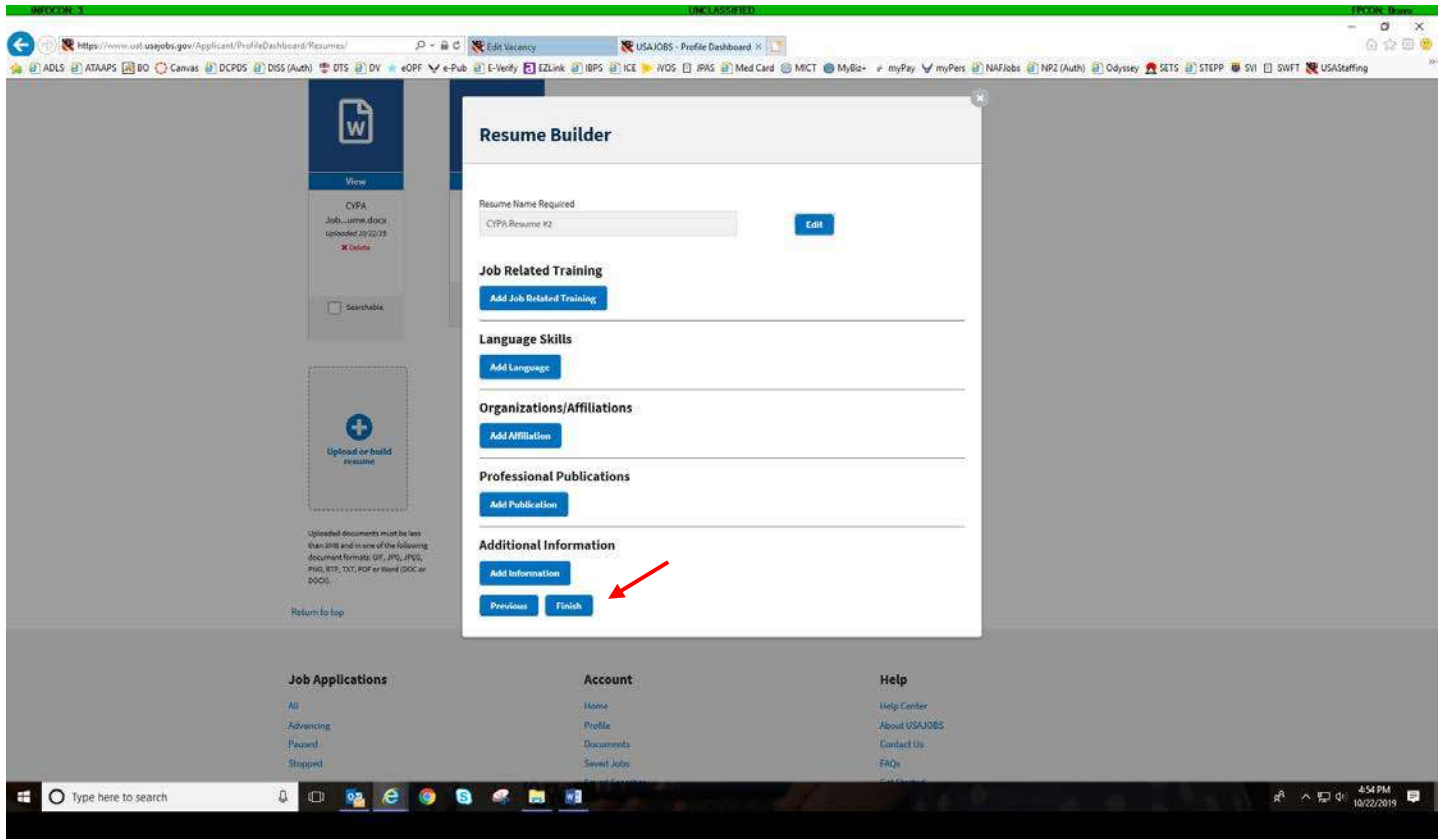 INFOCON: 3 UNCLASSIFIED FPCON: Bravo
https://www.uat.usajobs.gov/Applicant/ProfileDashboard/Resumes/
Edit Vacancy
USAJOBS - Profile Dashboard
ADLS ATAAPS BO Canvas DCPDS DISS (Auth) DTS DV eOPF e-Pub E-Verify EZLink IBPS ICE iVOS JPAS Med Card MICT MyBiz+ myPay myPers NAFJobs NP2 (Auth) Odyssey SETS STEPP SVI SWFT USAStaffing
W
View
CYPA
Job...ume.docx
Uploaded 10/22/19
Delete
Searchable
Upload or build
resume
Uploaded documents must be less
than 3MB and in one of the following
document formats: GIF, JPG, JPEG,
PNG, RTF, TXT, PDF or Word (DOC or
DOCX).
Return to top
Resume Builder
Resume Name Required
CYPA Resume #2
Edit
Job Related Training
Add Job Related Training
Language Skills
Add Language
Organizations/Affiliations
Add Affiliation
Professional Publications
Add Publication
Additional Information
Add Information
Previous Finish
Job Applications
All
Advancing
Paused
Stopped
Account
Home
Profile
Documents
Saved Jobs
Help
Help Center
About USAJOBS
Contact Us
FAQs
Type here to search
4:54 PM
10/22/2019